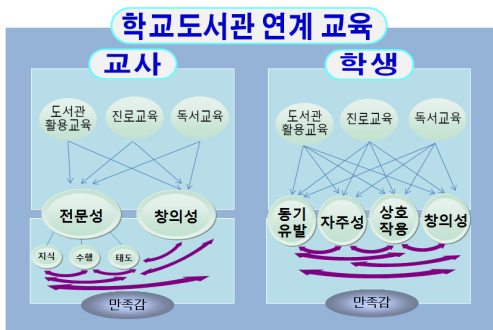 학교도서관 연계 교육
교사
도서관
활용교육
진로교육
독서교육
전문성
창의성
지식
수행
태도
만족감
학생
도서관
활용교육
진로교육
독서교육
동기
유발
자주성
상호
작용
창의성
만족감